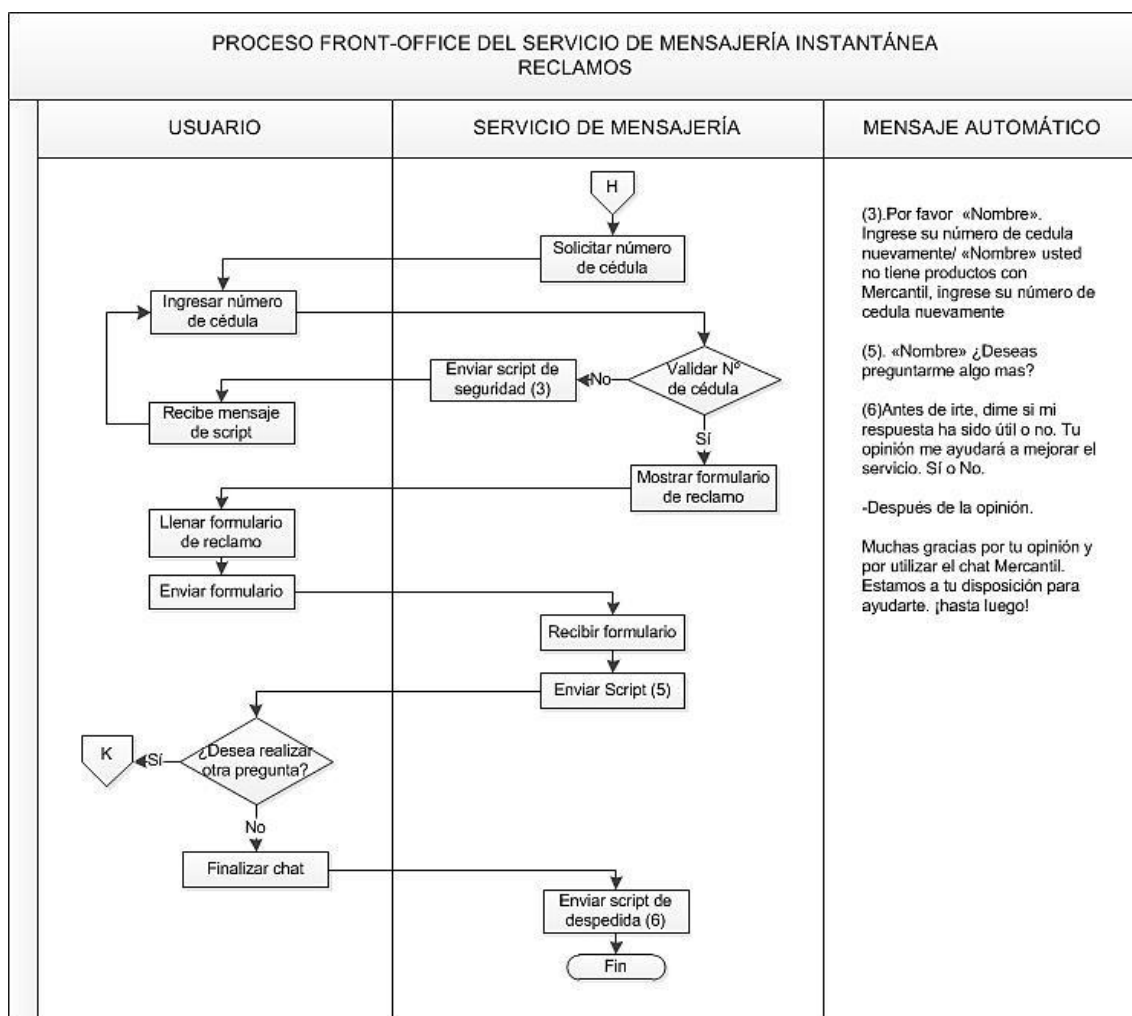 PROCESO FRONT-OFFICE DEL SERVICIO DE MENSAJERÍA INSTANTÁNEA
RECLAMOS
USUARIO
SERVICIO DE MENSAJERÍA
MENSAJE AUTOMÁTICO
H
Solicitar número
de cédula
Ingresar número
de cédula
Validar Nº
de cédula
No
Enviar script de
seguridad (3)
Recibe mensaje
de script
Sí
Mostrar formulario
de reclamo
Llenar formulario
de reclamo
Enviar formulario
Recibir formulario
Enviar Script (5)
¿Desea realizar
otra pregunta?
Sí
K
No
Finalizar chat
Enviar script de
despedida (6)
Fin
(3).Por favor «Nombre».
Ingrese su número de cedula
nuevamente/ «Nombre» usted
no tiene productos con
Mercantil, ingrese su número de
cedula nuevamente
(5). «Nombre» ¿Deseas
preguntarme algo mas?
(6)Antes de irte, dime si mi
respuesta ha sido útil o no. Tu
opinión me ayudará a mejorar el
servicio. Sí o No.
-Después de la opinión.
Muchas gracias por tu opinión y
por utilizar el chat Mercantil.
Estamos a tu disposición para
ayudarte. ¡hasta luego!